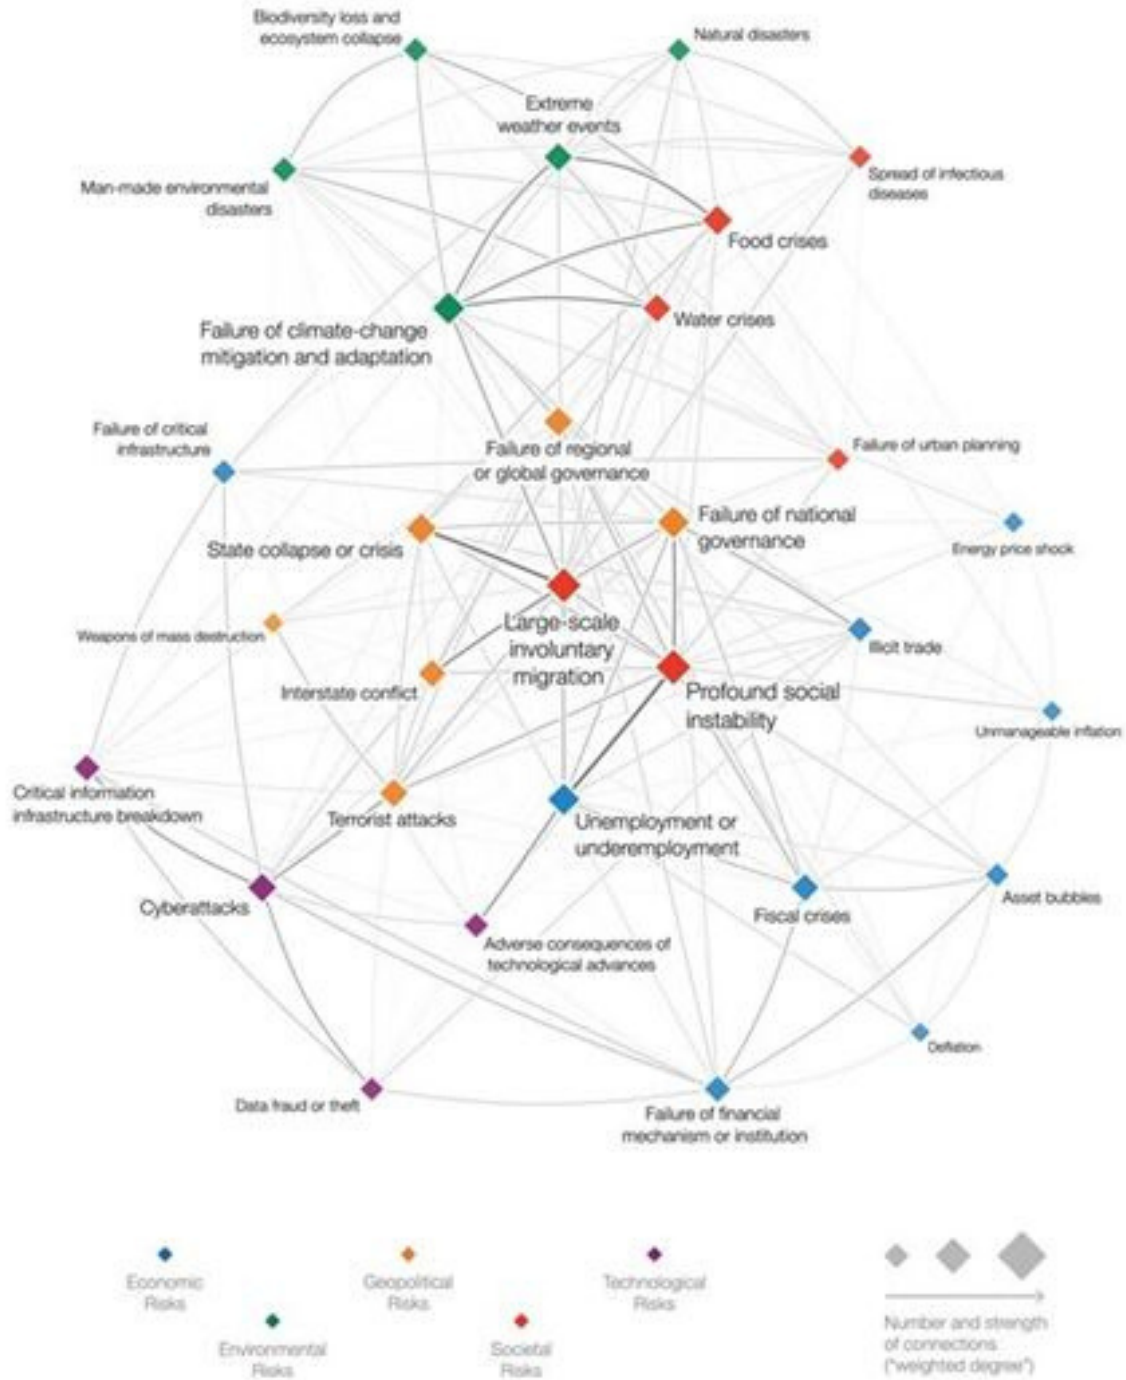 Biodiversity loss and
ecosystem collapse
Natural disasters
Extreme
weather events
Man-made environmental
disasters
Spread of infectious
diseases
Food crises
Failure of climate-change
mitigation and adaptation
Water crises
Failure of critical
infrastructure
Failure of regional
or global governance
Failure of urban planning
State collapse or crisis
Failure of national
governance
Energy price shock
Weapons of mass destruction
Large-scale
involuntary
migration
Illicit trade
Interstate confict
Profound social
instability
Unmanageable inflation
Critical information
infrastructure breakdown
Terrorist attacks
Unemployment or
underemployment
Cyberattacks
Fiscal crises
Asset bubbles
Adverse consequences of
technological advances
Deflation
Data fraud or theft
Failure of financial
mechanism or institution
Economic
Risks
Geopolitical
Risks
Technological
Risks
Environmental
Risks
Societal
Risks
Number and strength
of connections
("weighted degree")